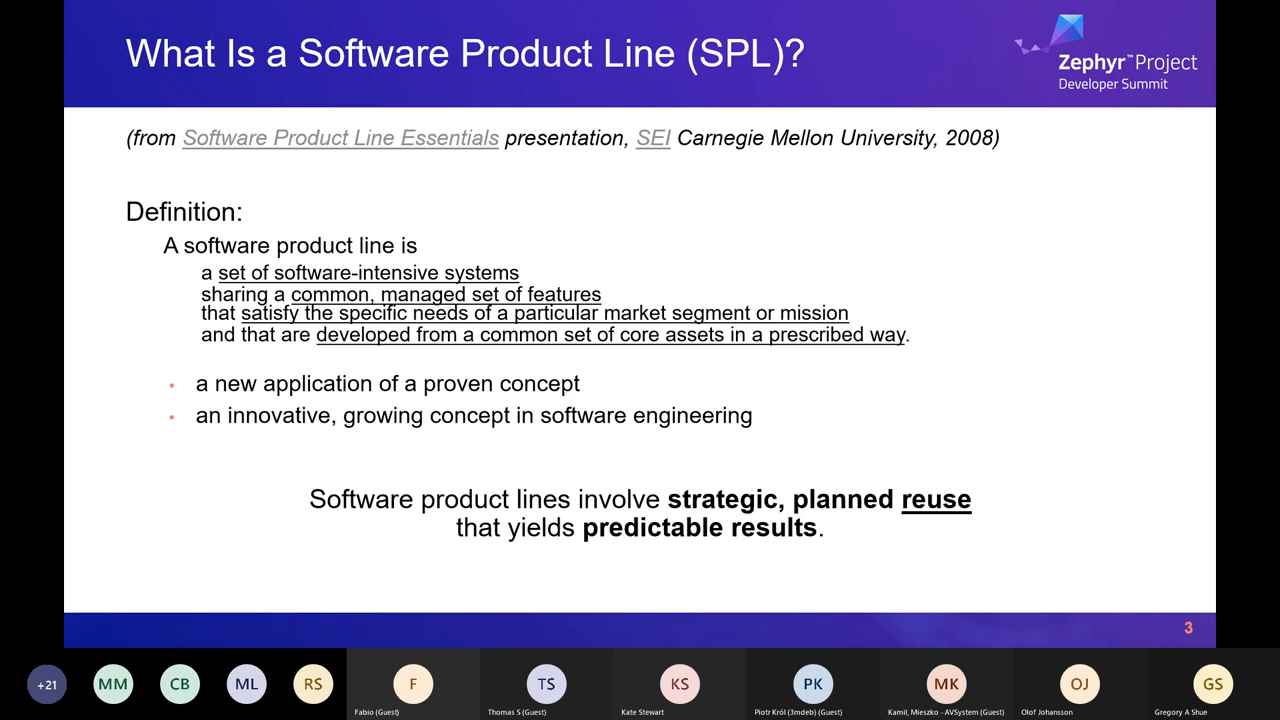 What Is a Software Product Line (SPL)?
Zephyr™Project
Developer Summit
(from Software Product Line Essentials presentation, SEI Carnegie Mellon University, 2008)
Definition:
A software product line is
a set of software-intensive systems
sharing a common, managed set of features
that satisfy the specific needs of a particular market segment or mission
and that are developed from a common set of core assets in a prescribed way.
• a new application of a proven concept
• an innovative, growing concept in software engineering
Software product lines involve strategic, planned reuse
that yields predictable results.
3
+21 MM CB ML RS F TS KS PK MK OJ GS
Fabio (Guest) Thomas S (Guest) Kate Stewart Piotr Król (3mdeb) (Guest) Kamil, Mieszko - AVSystem (Guest) Olof Johansson Gregory A Shue